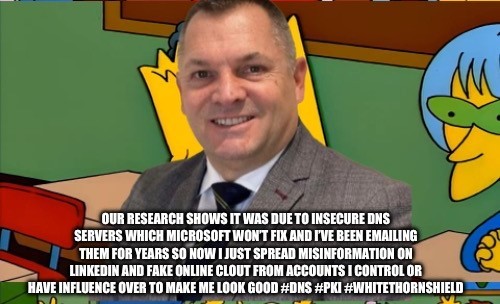 OUR RESEARCH SHOWS IT WAS DUE TO INSECURE DNS
SERVERS WHICH MICROSOFT WON'T FIX AND I'VE BEEN EMAILING
THEM FOR YEARS SO NOW I JUST SPREAD MISINFORMATION ON
LINKEDIN AND FAKE ONLINE CLOUT FROM ACCOUNTS I CONTROL OR
HAVE INFLUENCE OVER TO MAKE ME LOOK GOOD #DNS #PKI #WHITETHORNSHIELD